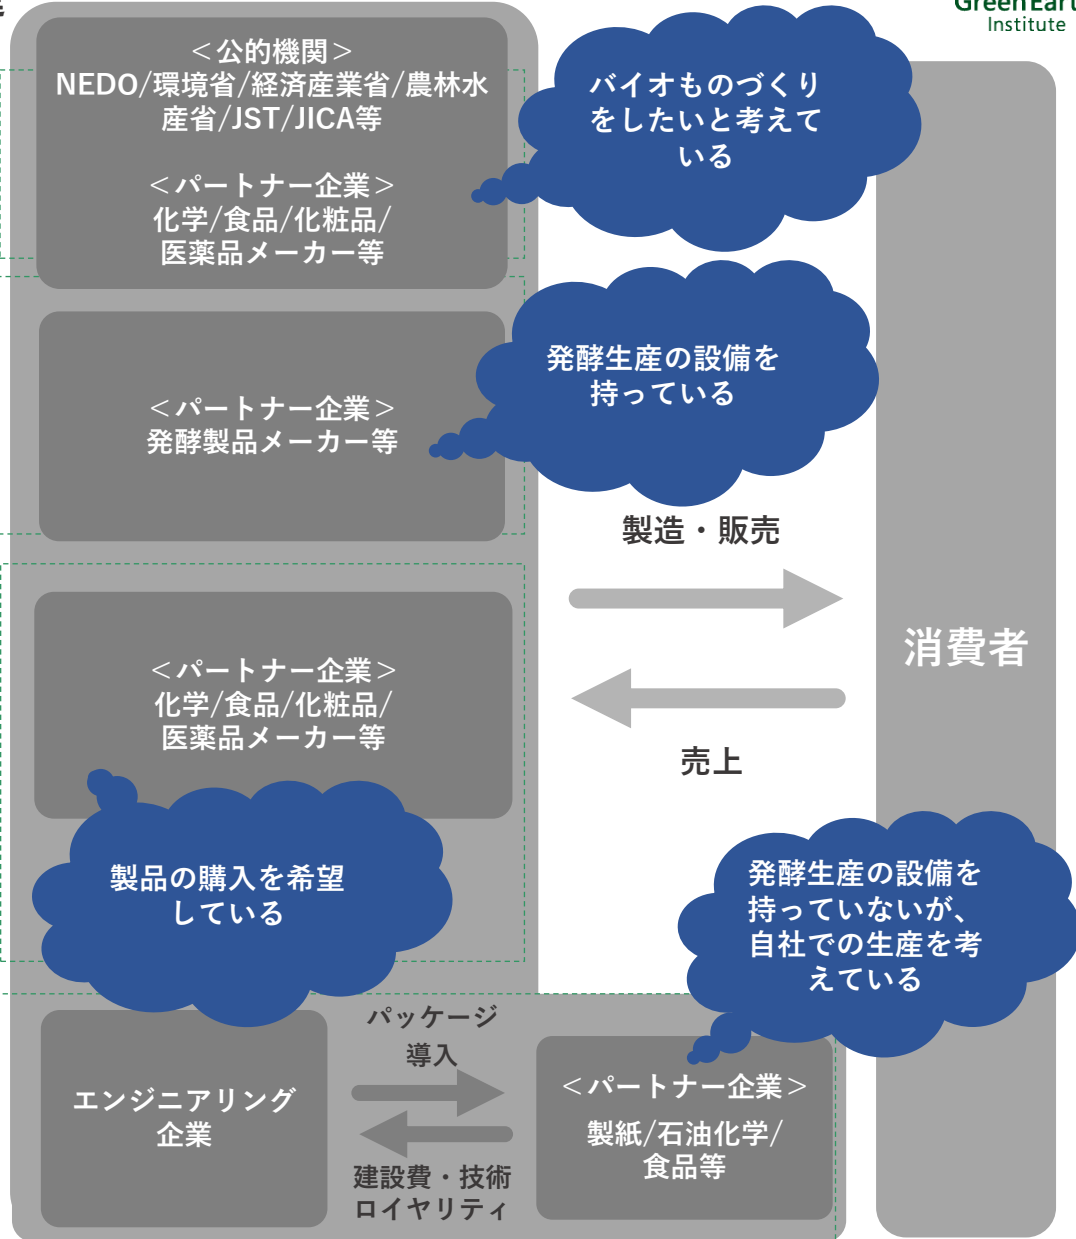 Institute
＜公的機関＞
NEDO/環境省/経済産業省/農林水
産省/JST/JICA等
＜パートナー企業＞
化学/食品/化粧品/
医薬品メーカー等
バイオものづくり
をしたいと考えて
いる
＜パートナー企業＞
発酵製品メーカー等
発酵生産の設備を
持っている
製造・販売
売上
消費者
＜パートナー企業＞
化学/食品/化粧品/
医薬品メーカー等
製品の購入を希望
している
発酵生産の設備を
持っていないが、
自社での生産を考
えている
エンジニアリング
企業
パッケージ
導入
建設費・技術
ロイヤリティ
＜パートナー企業＞
製紙/石油化学/
食品等